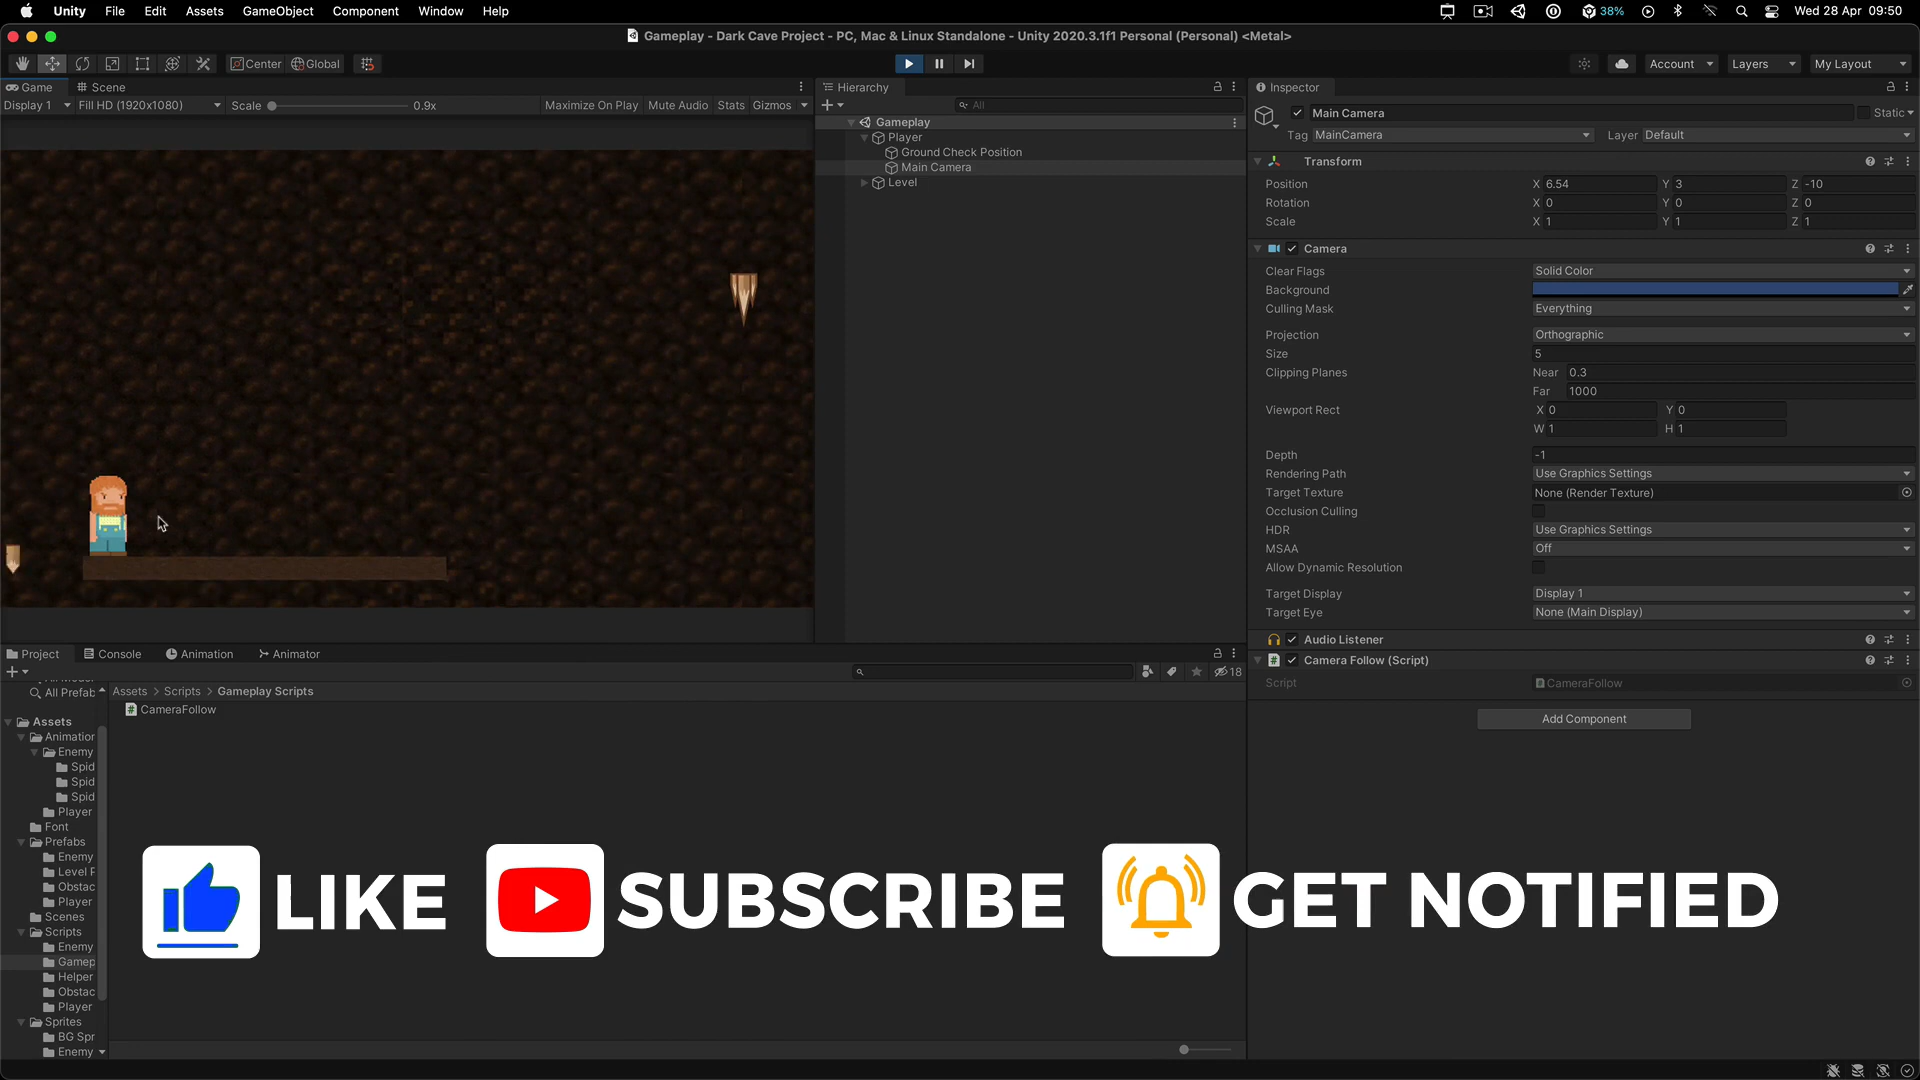 Unity File Edit Assets GameObject Component Window Help
38% Wed 28 Apr 09:50
Gameplay - Dark Cave Project - PC, Mac & Linux Standalone - Unity 2020.3.1f1 Personal (Personal) <Metal>
Center Global
Account Layers My Layout
Game Scene
Display 1 Fill HD (1920x1080) Scale 0.9x Maximize On Play Mute Audio Stats Gizmos
Hierarchy
All
Gameplay
Player
Ground Check Position
Main Camera
Level
Inspector
Main Camera Static
Tag MainCamera Layer Default
Transform
Position X 6.54 Y 3 Z -10
Rotation X 0 Y 0 Z 0
Scale X 1 Y 1 Z 1
Camera
Clear Flags Solid Color
Background
Culling Mask Everything
Projection Orthographic
Size 5
Clipping Planes Near 0.3
Far 1000
Viewport Rect X 0 Y 0
W 1 H 1
Depth -1
Rendering Path Use Graphics Settings
Target Texture None (Render Texture)
Occlusion Culling
HDR Use Graphics Settings
MSAA Off
Allow Dynamic Resolution
Target Display Display 1
Target Eye None (Main Display)
Audio Listener
Camera Follow (Script)
Script CameraFollow
Add Component
Project Console Animation Animator
18
All Prefab
Assets > Scripts > Gameplay Scripts
CameraFollow
Assets
Animation
Enemy
Spid
Spid
Spid
Player
Font
Prefabs
Enemy
Level P
Obstac
Player
Scenes
Scripts
Enemy
Gamep
Helper
Obstac
Player
Sprites
BG Spr
Enemy
LIKE SUBSCRIBE GET NOTIFIED